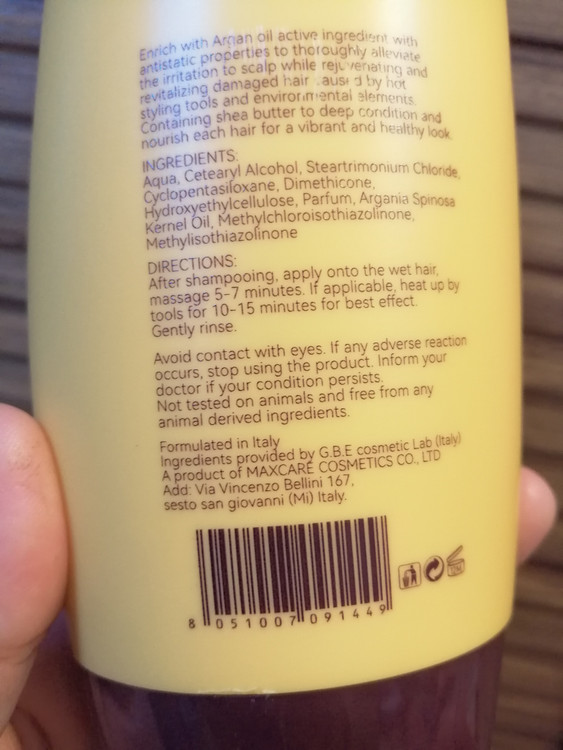 Enrich with Argan oil active ingredient with
antistatic properties to thoroughly alleviate
the irritation to scalp while rejuvenating and
revitalizing damaged hair caused by hot
styling tools and environmental elements.
Containing shea butter to deep condition and
nourish each hair for a vibrant and healthy look.
INGREDIENTS:
Aqua, Cetearyl Alcohol, Steartrimonium Chloride,
Cyclopentasiloxane, Dimethicone,
Hydroxyethylcellulose, Parfum, Argania Spinosa
Kernel Oil, Methylchloroisothiazolinone,
Methylisothiazolinone
DIRECTIONS:
After shampooing, apply onto the wet hair,
massage 5-7 minutes. If applicable, heat up by
tools for 10-15 minutes for best effect.
Gently rinse.
Avoid contact with eyes. If any adverse reaction
occurs, stop using the product. Inform your
doctor if your condition persists.
Not tested on animals and free from any
animal derived ingredients.
Formulated in Italy
Ingredients provided by G.B.E cosmetic Lab (Italy)
A product of MAXCARE COSMETICS CO., LTD
Add: Via Vincenzo Bellini 167,
sesto san giovanni (Mi) Italy.
8 051007 091449